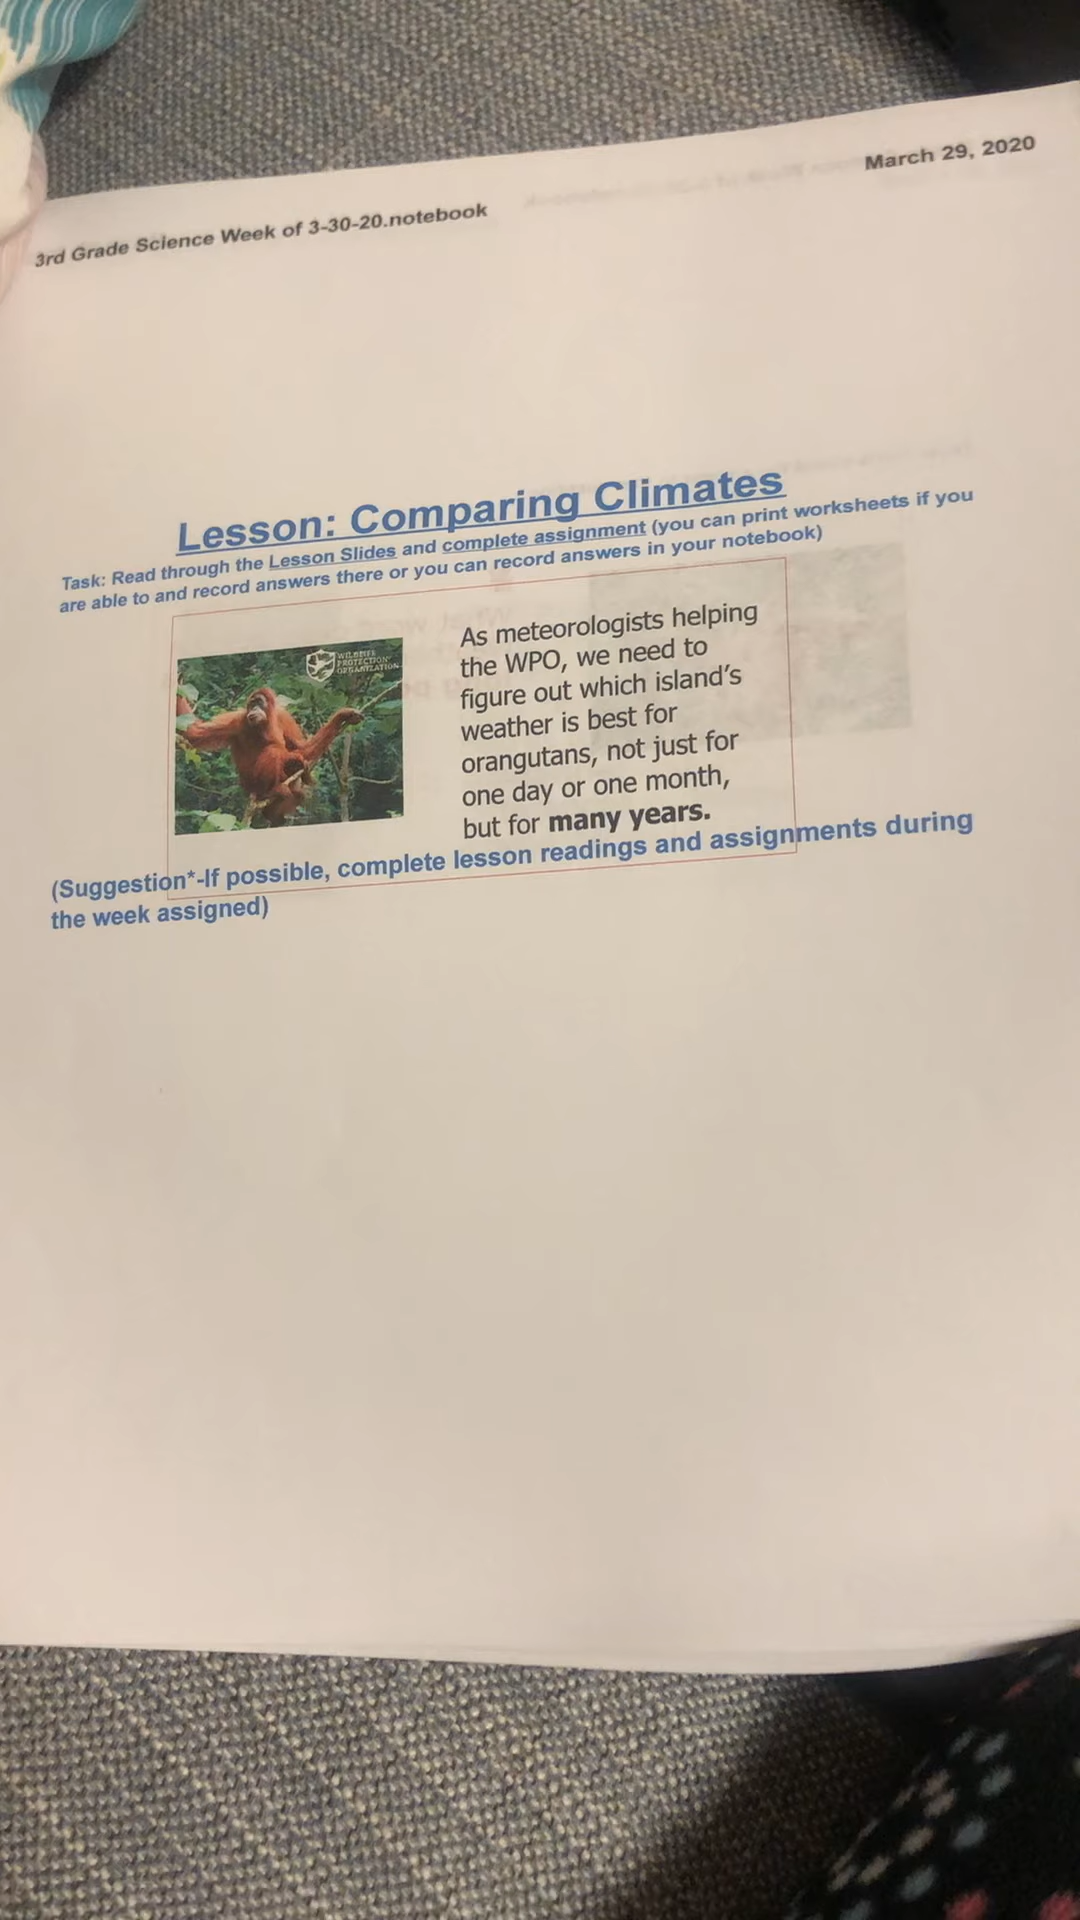 March 29, 2020
3rd Grade Science Week of 3-30-20.notebook
Lesson: Comparing Climates
Task: Read through the Lesson Slides and complete assignment (you can print worksheets if you
are able to and record answers there or you can record answers in your notebook)
WILDLIFE
PROTECTION
ORGANIZATION
As meteorologists helping
the WPO, we need to
figure out which island's
weather is best for
orangutans, not just for
one day or one month,
but for many years.
(Suggestion*-If possible, complete lesson readings and assignments during
the week assigned)